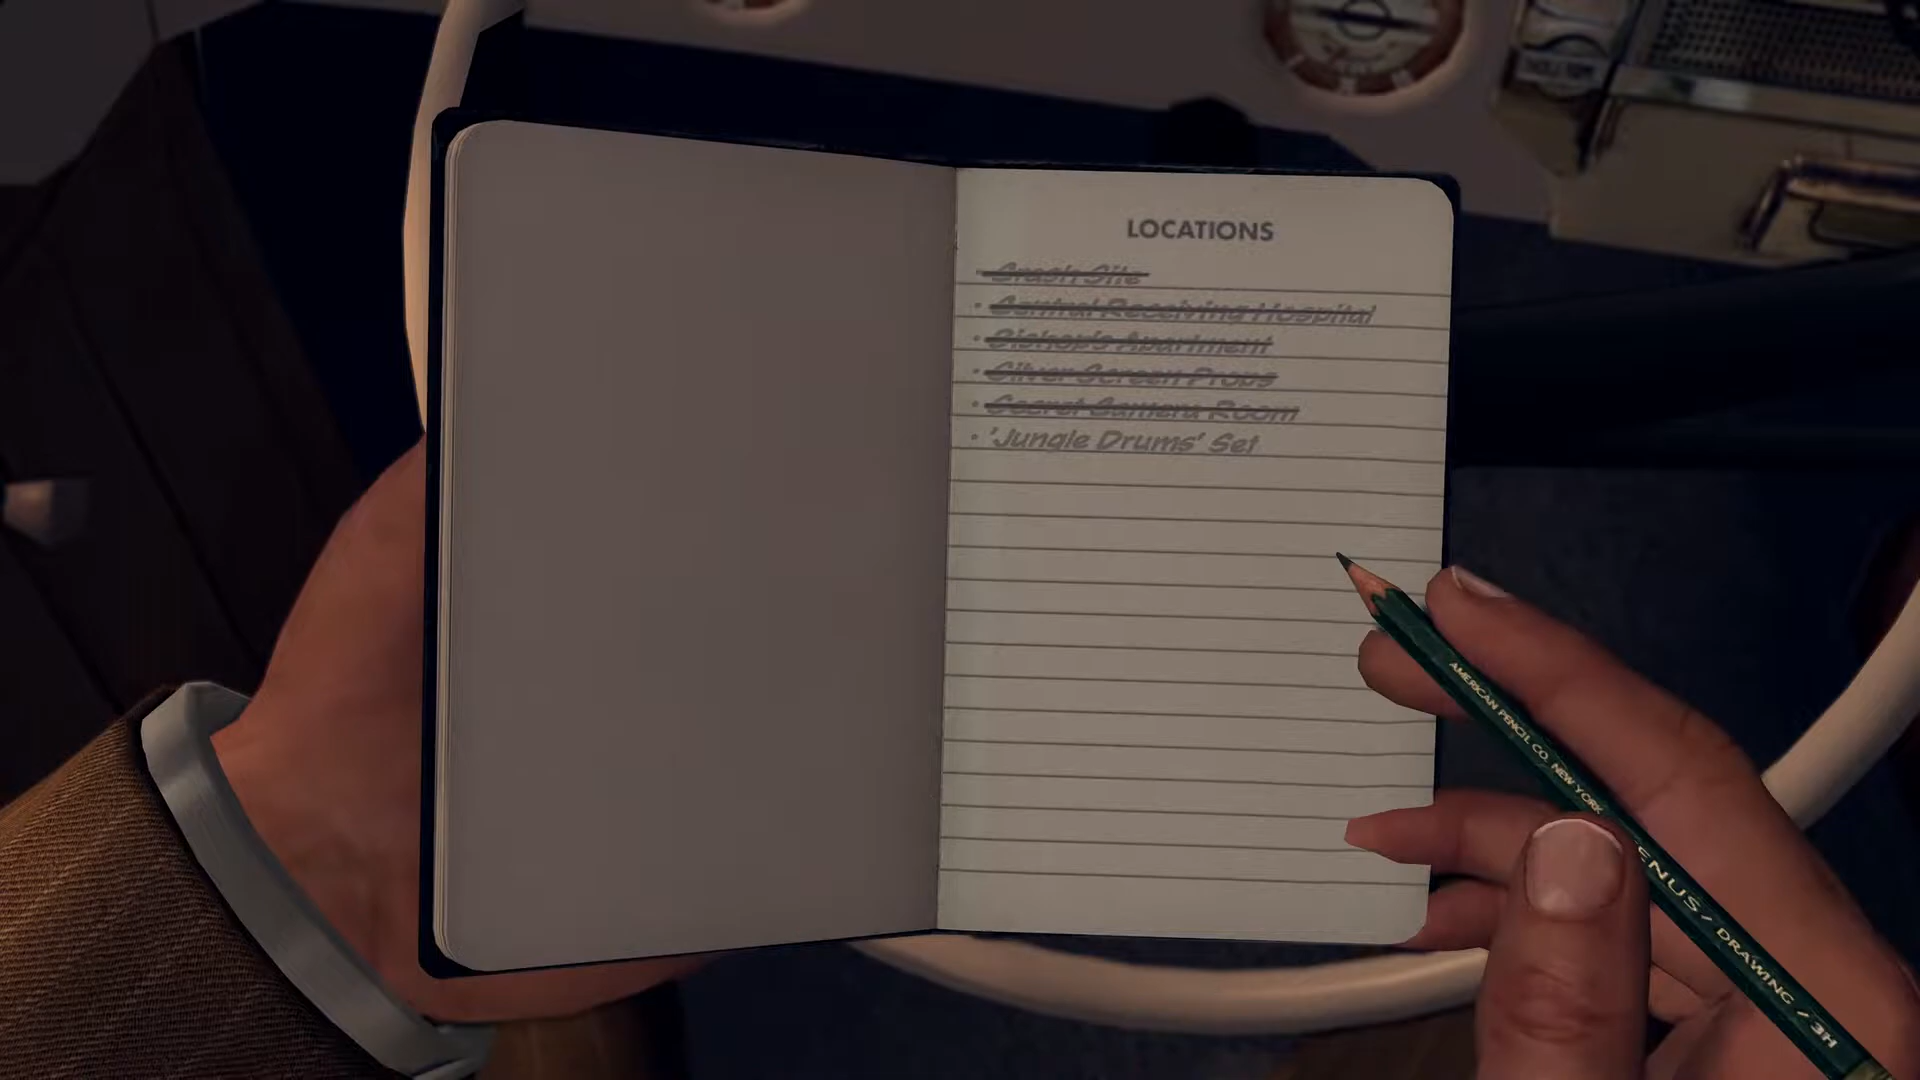 LOCATIONS
· Crash Site
· Central Receiving Hospital
· Bishop's Apartment
· Silver Screen Props
· Secret Camera Room
· 'Jungle Drums' Set
AMERICAN PENCIL CO. NEW YORK
DRAWING / 3H